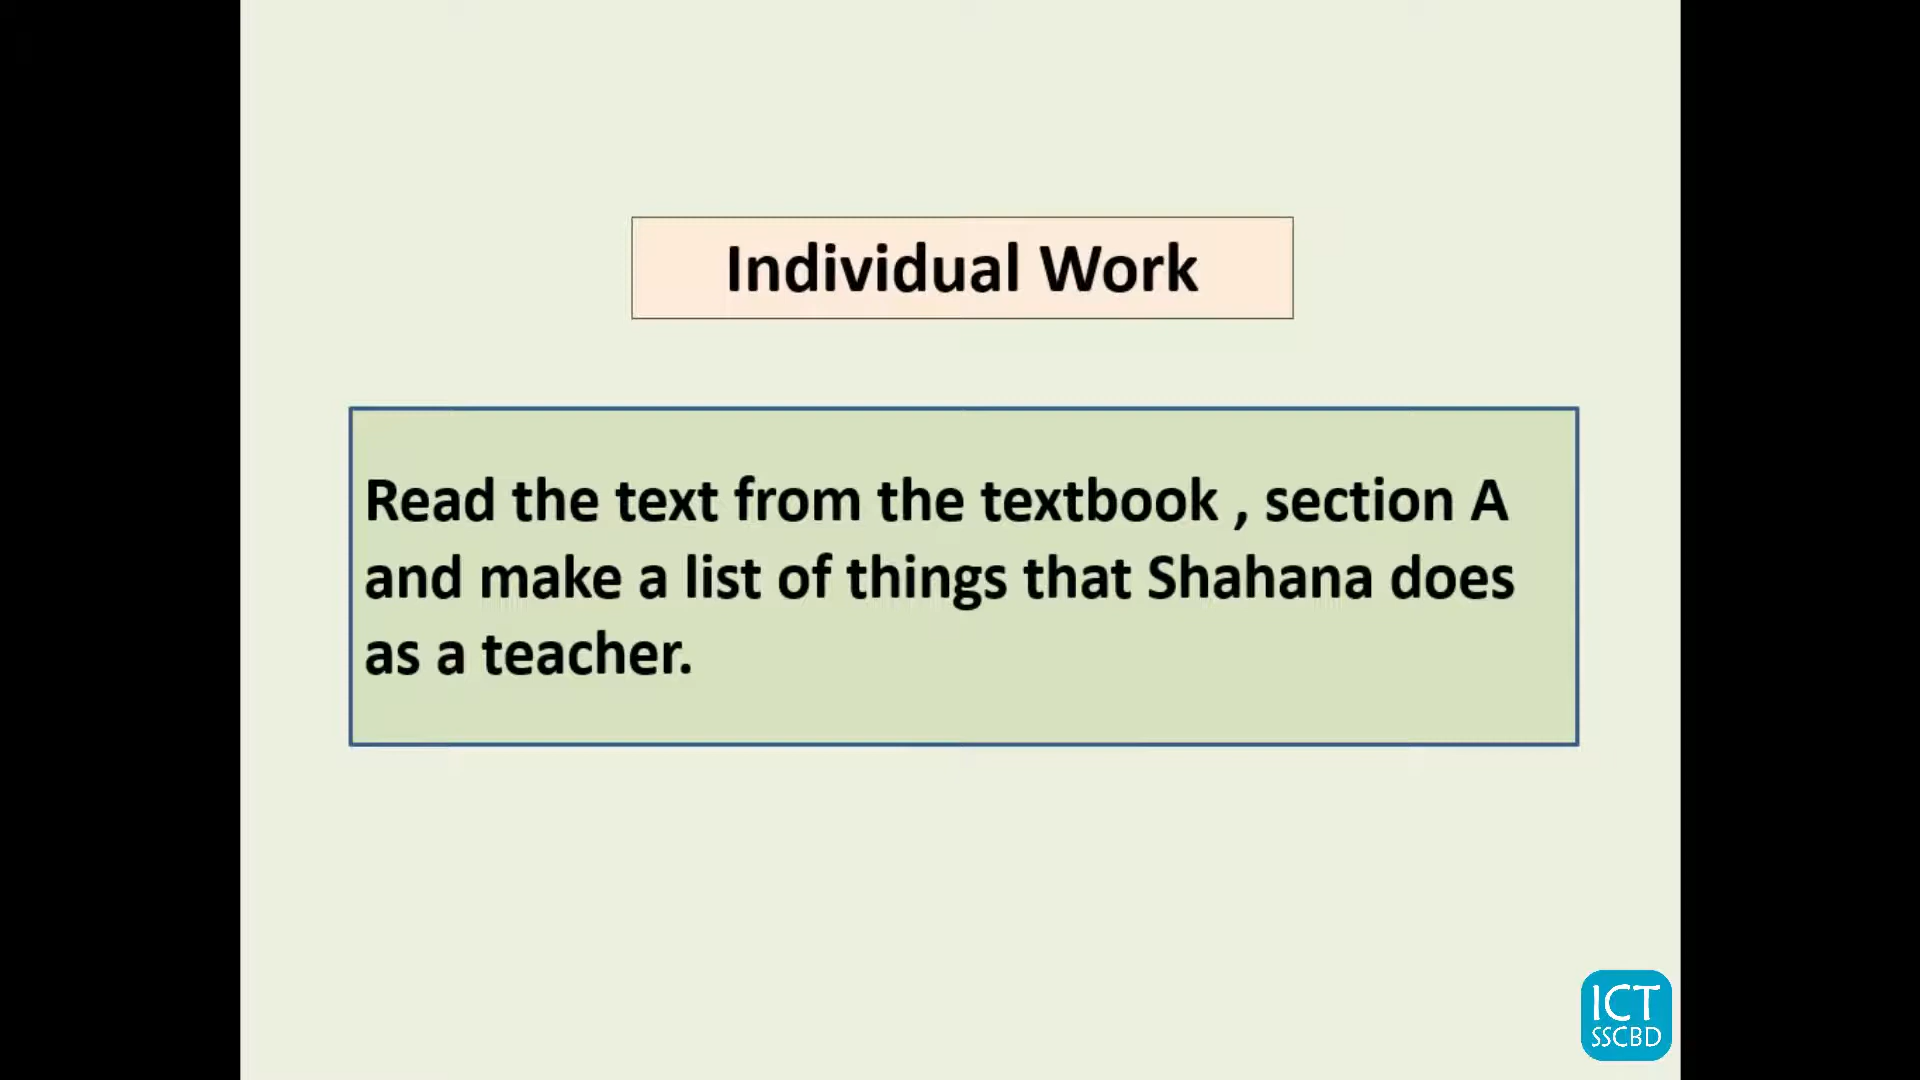 Individual Work
Read the text from the textbook , section A
and make a list of things that Shahana does
as a teacher.
ICT
SSCBD